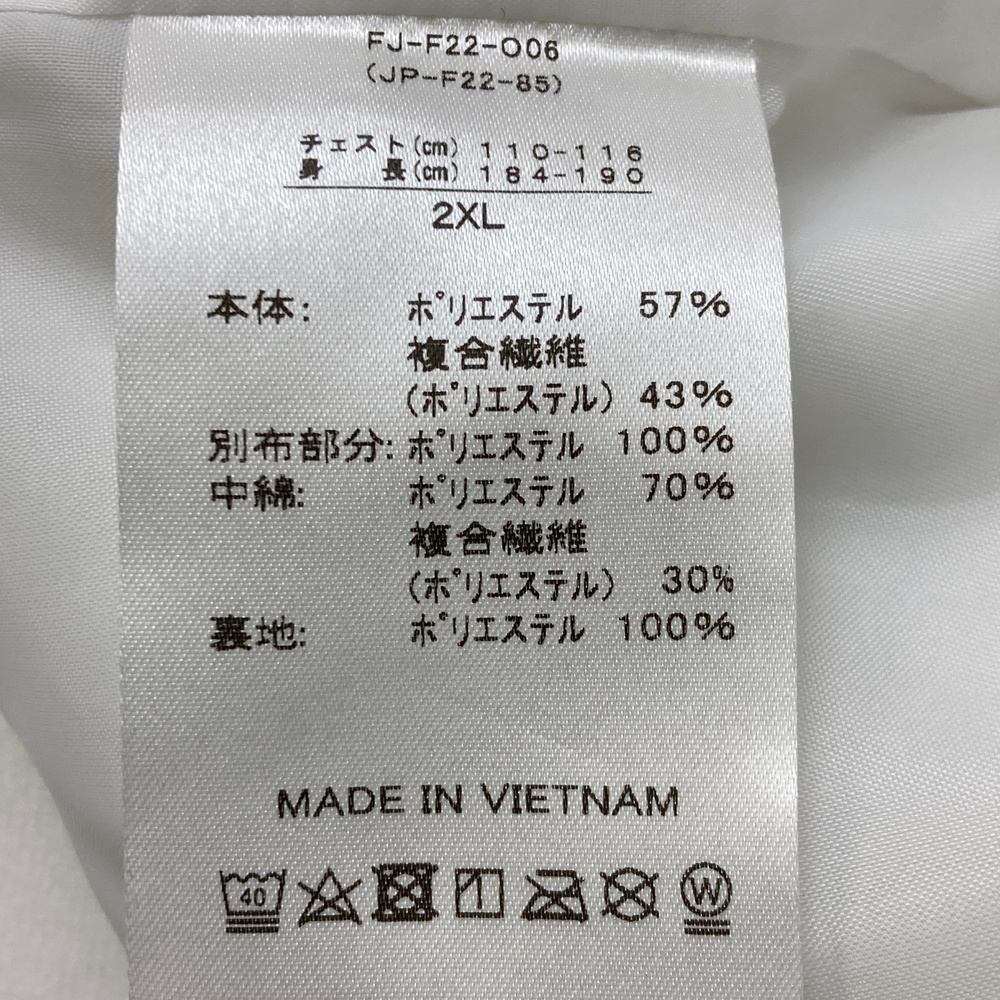 FJ-F22-006
(JP-F22-85)
チェスト(cm) 110-116
身長(cm) 184-190
2XL
本体: ポリエステル 57%
複合繊維
(ポリエステル) 43%
別布部分: ポリエステル 100%
中綿: ポリエステル 70%
複合繊維
(ポリエステル) 30%
裏地: ポリエステル 100%
MADE IN VIETNAM
40 W